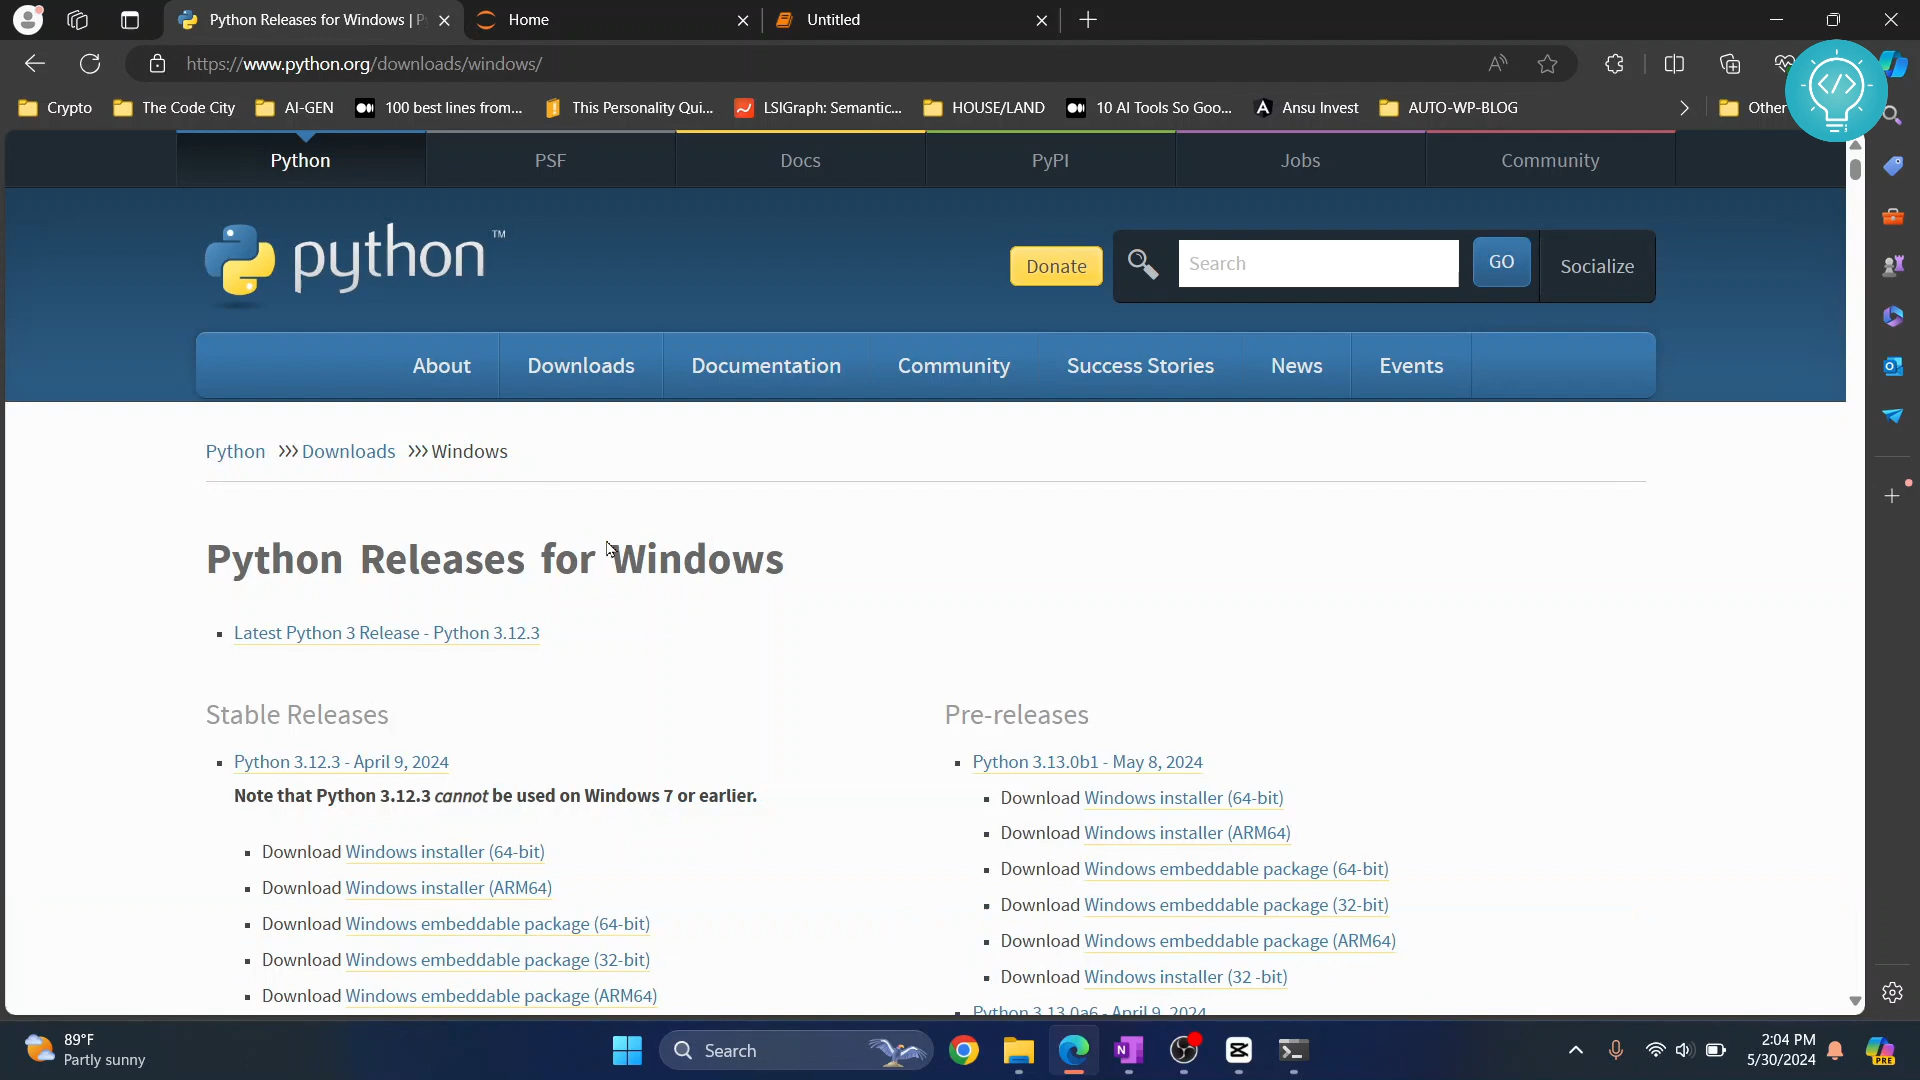 Python Releases for Windows | P
Home
Untitled
https://www.python.org/downloads/windows/
Crypto
The Code City
AI-GEN
100 best lines from...
This Personality Qui...
LSIGraph: Semantic...
HOUSE/LAND
10 AI Tools So Goo...
Ansu Invest
AUTO-WP-BLOG
Other
Python
PSF
Docs
PyPI
Jobs
Community
python™
Donate
Search
GO
Socialize
About
Downloads
Documentation
Community
Success Stories
News
Events
Python >>> Downloads >>> Windows
Python Releases for Windows
Latest Python 3 Release - Python 3.12.3
Stable Releases
Python 3.12.3 - April 9, 2024
Note that Python 3.12.3 cannot be used on Windows 7 or earlier.
Download Windows installer (64-bit)
Download Windows installer (ARM64)
Download Windows embeddable package (64-bit)
Download Windows embeddable package (32-bit)
Download Windows embeddable package (ARM64)
Pre-releases
Python 3.13.0b1 - May 8, 2024
Download Windows installer (64-bit)
Download Windows installer (ARM64)
Download Windows embeddable package (64-bit)
Download Windows embeddable package (32-bit)
Download Windows embeddable package (ARM64)
Download Windows installer (32 -bit)
Python 3.13.0a6 - April 9, 2024
89°F
Partly sunny
Search
2:04 PM
5/30/2024
PRE